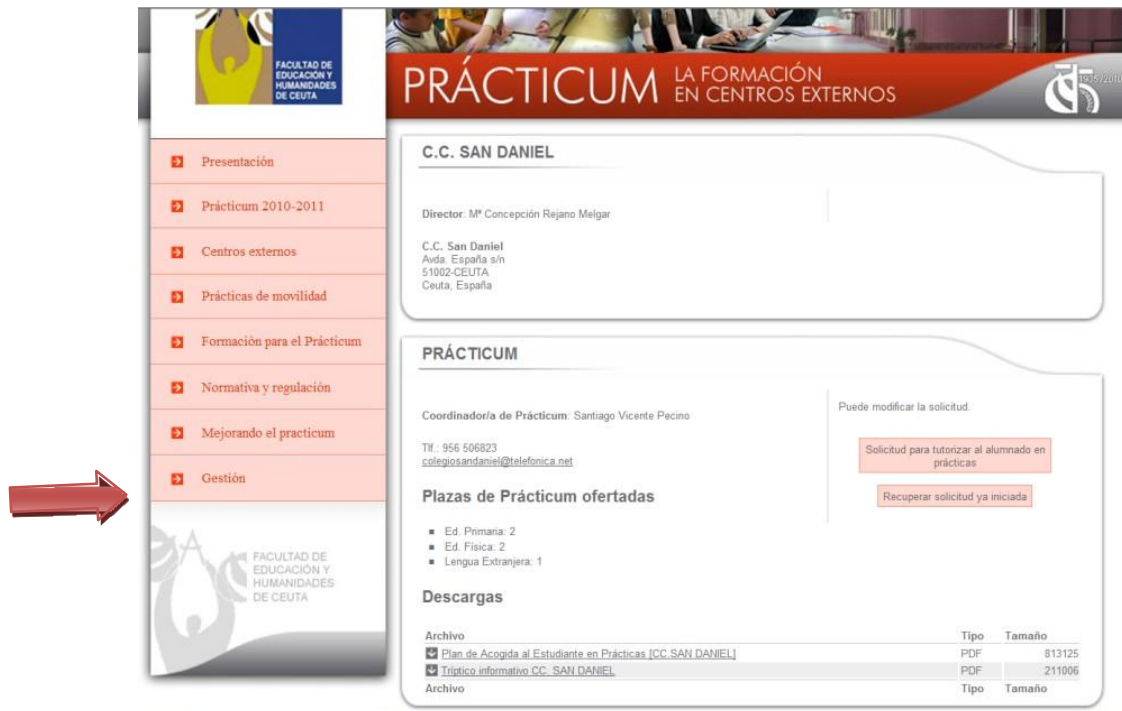 FACULTAD DE
EDUCACIÓN Y
HUMANIDADES
DE CEUTA
PRÁCTICUM LA FORMACIÓN
EN CENTROS EXTERNOS
Presentación
Prácticum 2010-2011
Centros externos
Prácticas de movilidad
Formación para el Prácticum
Normativa y regulación
Mejorando el practicum
Gestión
FACULTAD DE
EDUCACIÓN Y
HUMANIDADES
DE CEUTA
C.C. SAN DANIEL
Director: Mª Concepción Rejano Melgar
C.C. San Daniel
Avda. España s/n
51002-CEUTA
Ceuta, España
PRÁCTICUM
Coordinador/a de Prácticum: Santiago Vicente Pecino
Tlf.: 956 506823
colegiosandaniel@telefonica.net
Puede modificar la solicitud.
Solicitud para tutorizar al alumnado en
prácticas
Recuperar solicitud ya iniciada
Plazas de Prácticum ofertadas
Ed. Primaria: 2
Ed. Física: 2
Lengua Extranjera: 1
Descargas
Archivo Tipo Tamaño
Plan de Acogida al Estudiante en Prácticas [CC.SAN DANIEL] PDF 813125
Tríptico informativo CC. SAN DANIEL PDF 211006
Archivo Tipo Tamaño